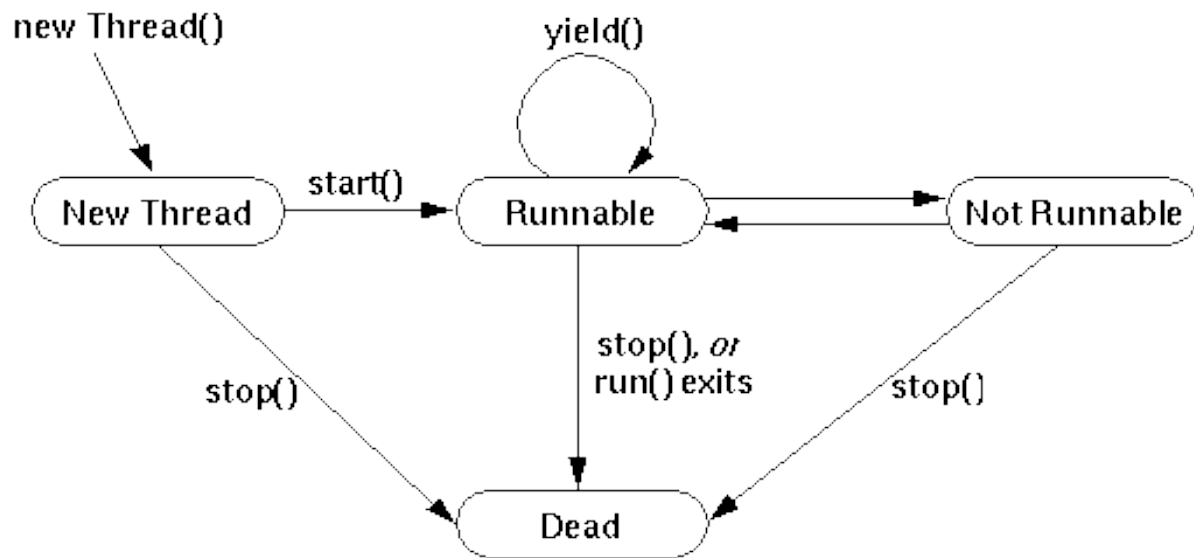 new Thread()
yield()
start()
New Thread
Runnable
Not Runnable
stop(), or
run() exits
stop()
stop()
Dead